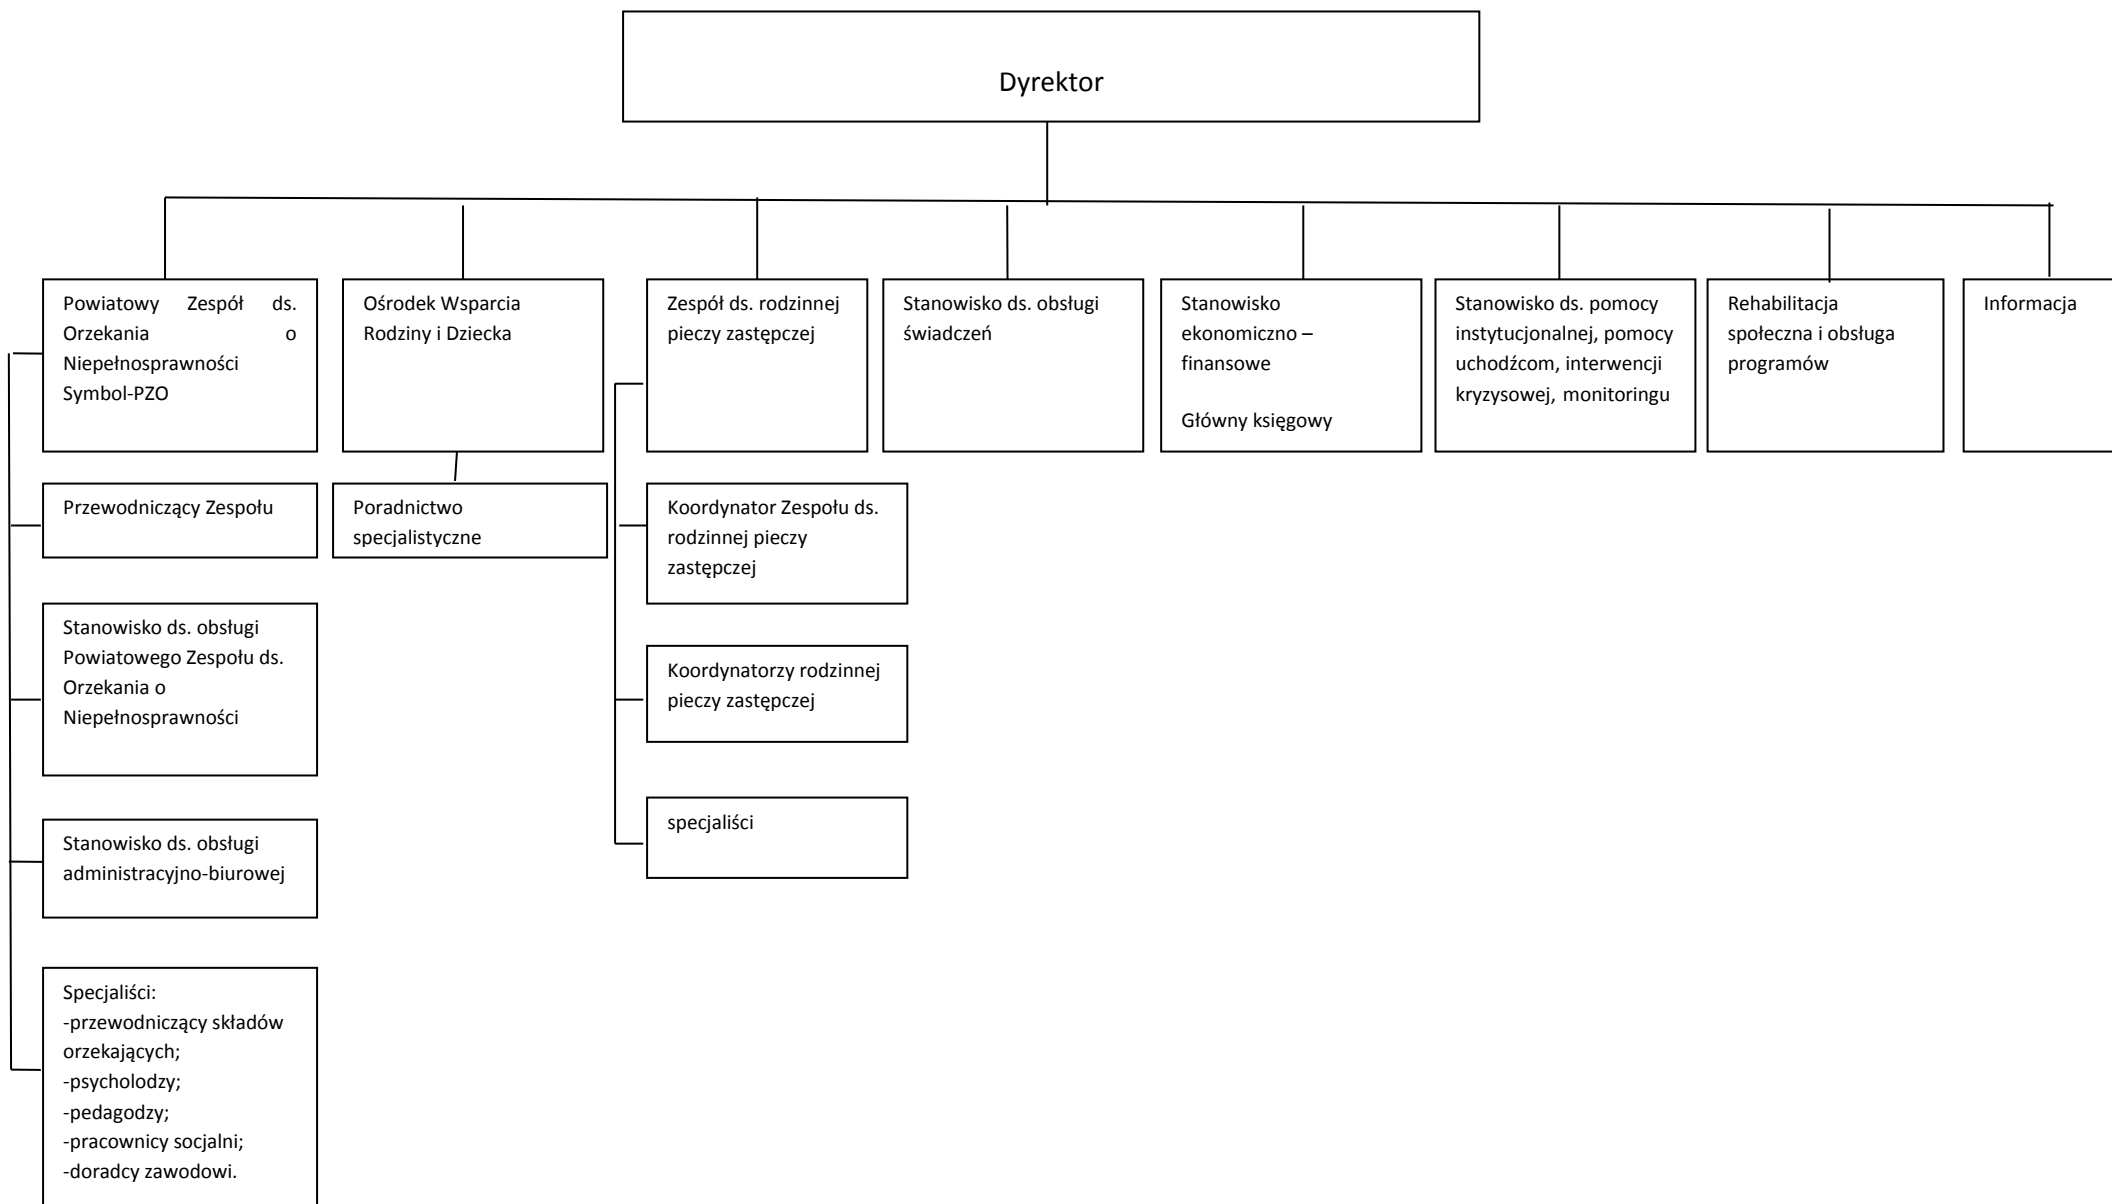 Dyrektor
Powiatowy Zespół ds.
Orzekania o
Niepełnosprawności
Symbol-PZO
Ośrodek Wsparcia
Rodziny i Dziecka
Zespół ds. rodzinnej
pieczy zastępczej
Stanowisko ds. obsługi
świadczeń
Stanowisko
ekonomiczno –
finansowe
Główny księgowy
Stanowisko ds. pomocy
instytucjonalnej, pomocy
uchodźcom, interwencji
kryzysowej, monitoringu
Rehabilitacja
społeczna i obsługa
programów
Informacja
Przewodniczący Zespołu
Poradnictwo
specjalistyczne
Koordynator Zespołu ds.
rodzinnej pieczy
zastępczej
Stanowisko ds. obsługi
Powiatowego Zespołu ds.
Orzekania o
Niepełnosprawności
Koordynatorzy rodzinnej
pieczy zastępczej
Stanowisko ds. obsługi
administracyjno-biurowej
specjaliści
Specjaliści:
-przewodniczący składów
orzekających;
-psycholodzy;
-pedagodzy;
-pracownicy socjalni;
-doradcy zawodowi.